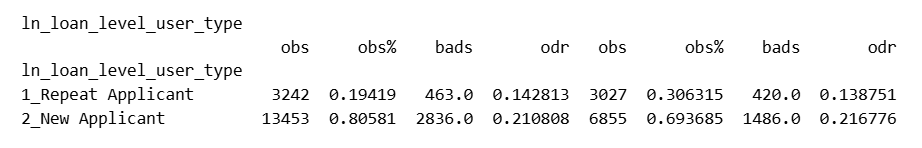 ln_loan_level_user_type
obs obs% bads odr obs obs% bads odr
ln_loan_level_user_type
1_Repeat Applicant 3242 0.19419 463.0 0.142813 3027 0.306315 420.0 0.138751
2_New Applicant 13453 0.80581 2836.0 0.210808 6855 0.693685 1486.0 0.216776